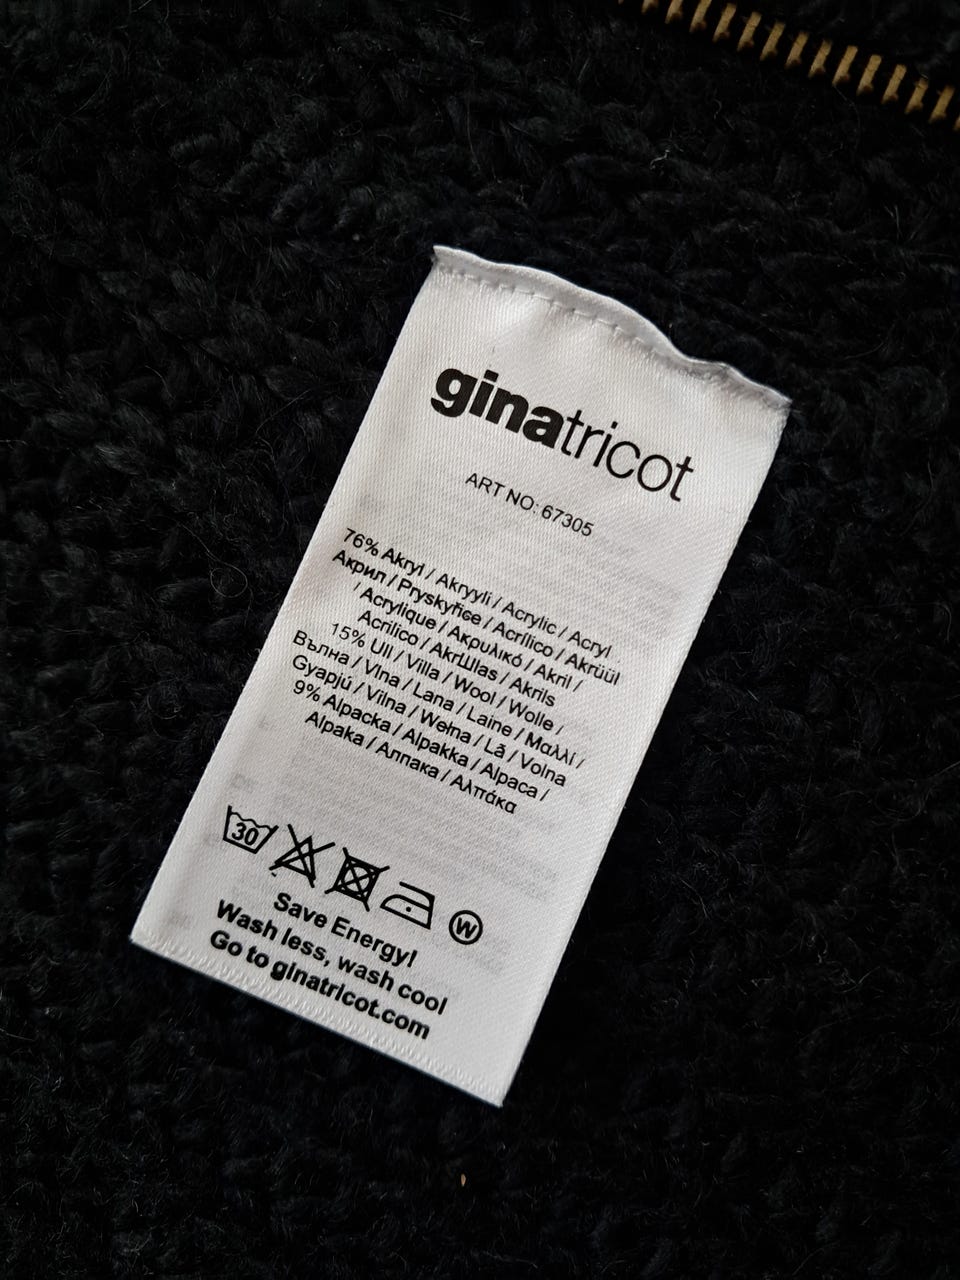 ginatricot
ART NO: 67305
76% Akryl / Akryyli / Acrylic / Acryl
Акрил / Pryskyřice / Acrílico / Akrüül
/ Acrylique / Ακρυλικό / Akril /
Acrilico / AkrШlas / Akrils
15% Ull / Villa / Wool / Wolle /
Вълна / Vlna / Lana / Laine / Μαλλί /
Gyapjú / Vilna / Wełna / Lã / Volna
9% Alpacka / Alpakka / Alpaca /
Alpaka / Алпака / Αλπάκα
30
W
Save Energy!
Wash less, wash cool
Go to ginatricot.com